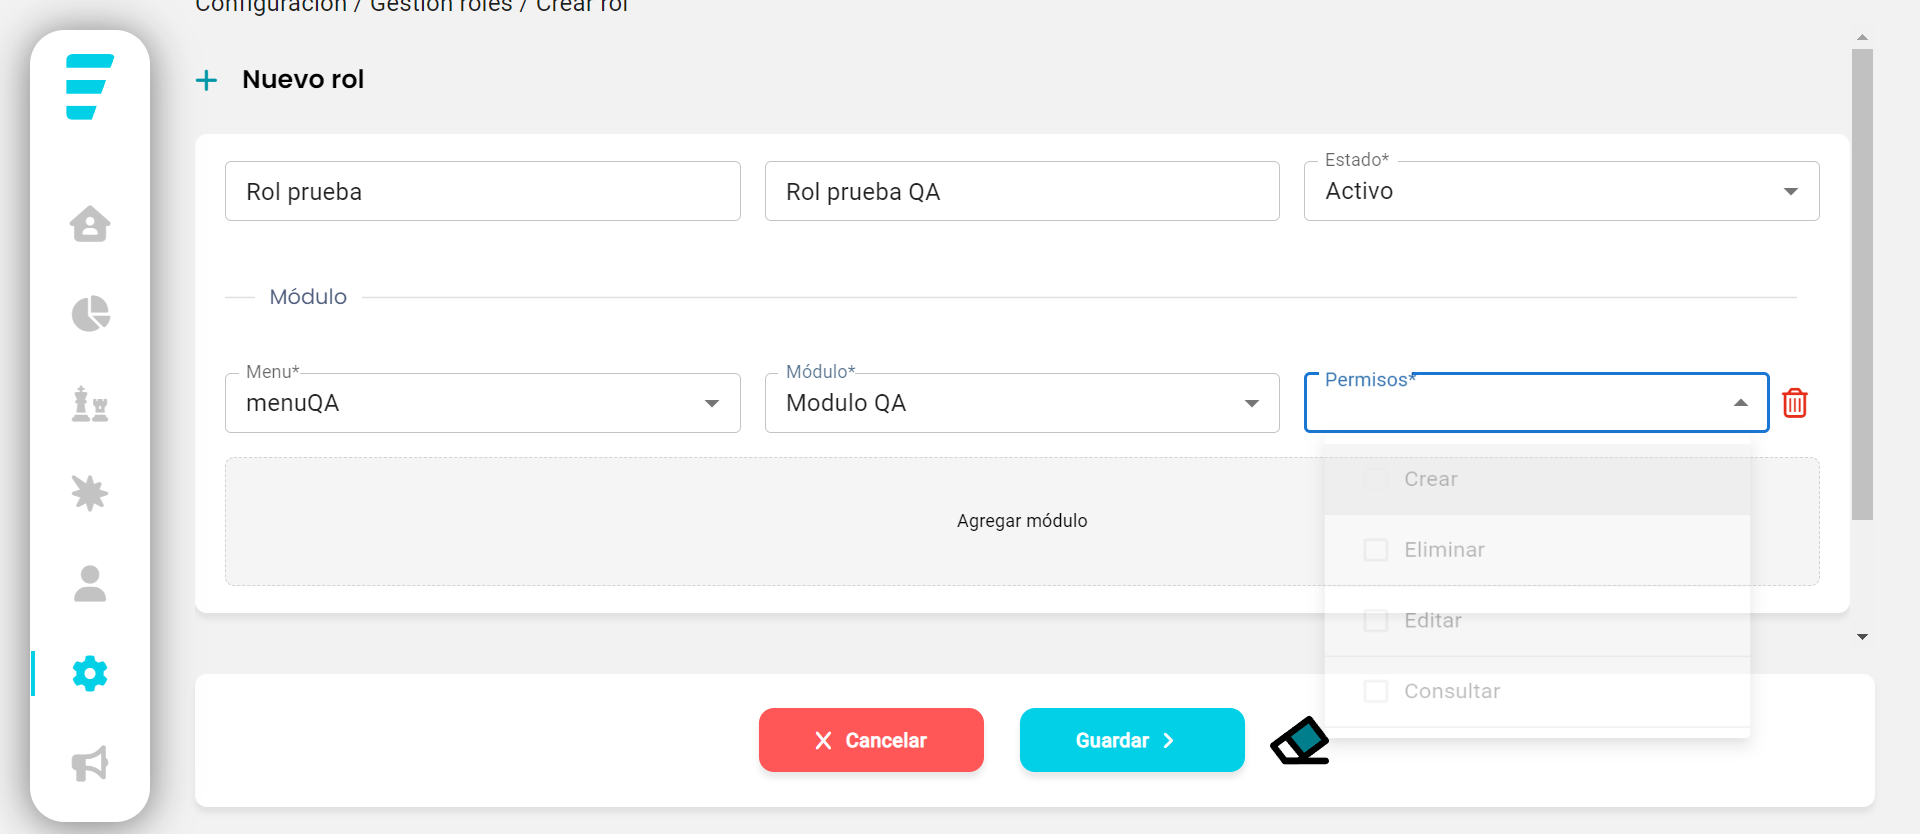 Configuración / Gestión roles / Crear rol
Nuevo rol
Rol prueba
Rol prueba QA
Estado*
Activo
Módulo
Menu*
menuQA
Módulo*
Modulo QA
Permisos*
Agregar módulo
Crear
Eliminar
Editar
Consultar
Cancelar
Guardar